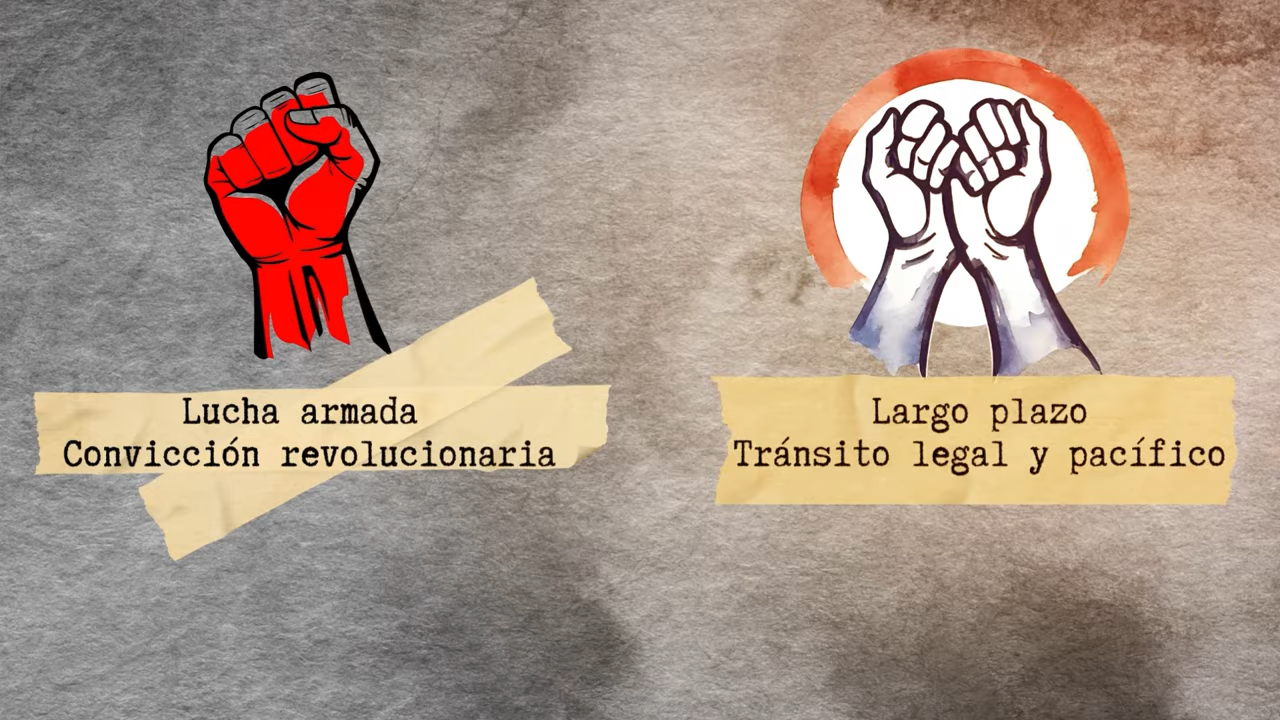 Lucha armada
Convicción revolucionaria
Largo plazo
Tránsito legal y pacífico